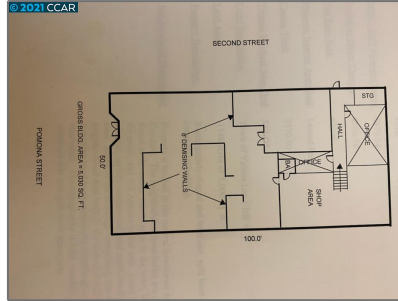 © 2021 CCAR
SECOND STREET
STG
OFFICE
HALL
OFFICE
BA
SHOP
AREA
8' DEMISING WALLS
50.0'
100.0'
GROSS BLDG. AREA = 5,030 SQ. FT.
POMONA STREET